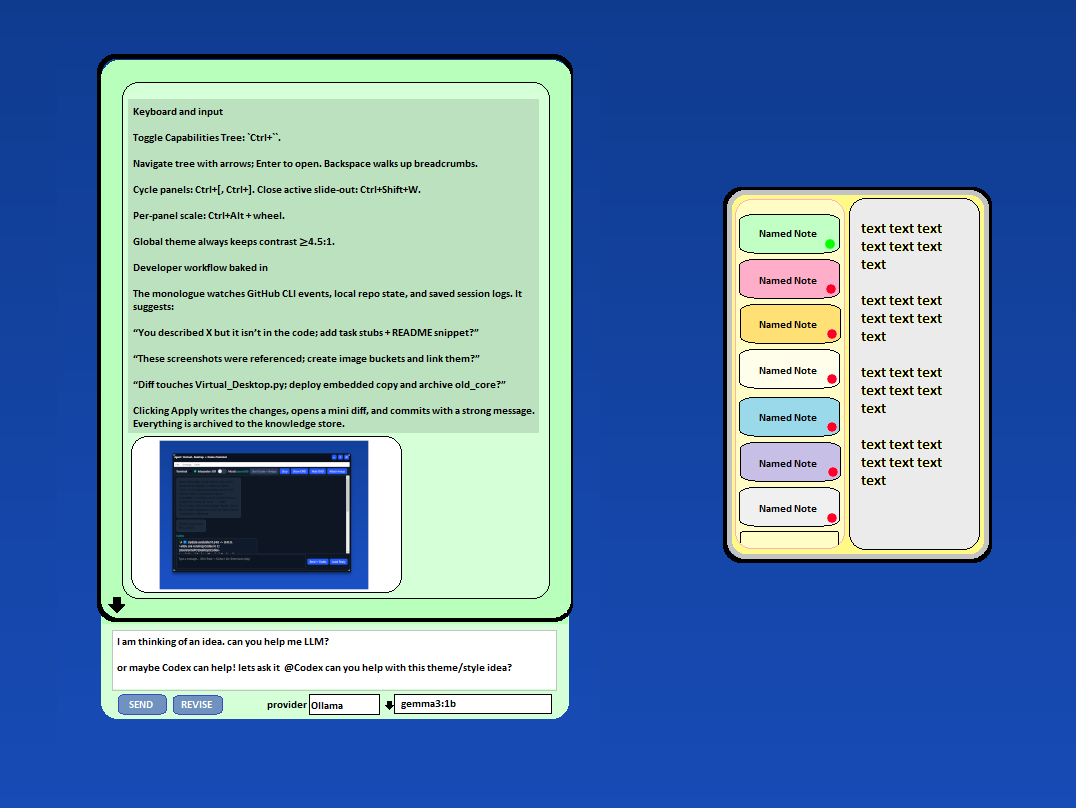 Keyboard and input
Toggle Capabilities Tree: `Ctrl+``.
Navigate tree with arrows; Enter to open. Backspace walks up breadcrumbs.
Cycle panels: Ctrl+[, Ctrl+]. Close active slide-out: Ctrl+Shift+W.
Per-panel scale: Ctrl+Alt + wheel.
Global theme always keeps contrast ≥4.5:1.
Developer workflow baked in
The monologue watches GitHub CLI events, local repo state, and saved session logs. It
suggests:
“You described X but it isn’t in the code; add task stubs + README snippet?”
“These screenshots were referenced; create image buckets and link them?”
“Diff touches Virtual_Desktop.py; deploy embedded copy and archive old_core?”
Clicking Apply writes the changes, opens a mini diff, and commits with a strong message.
Everything is archived to the knowledge store.
I am thinking of an idea. can you help me LLM?
or maybe Codex can help! lets ask it @Codex can you help with this theme/style idea?
SEND
REVISE
provider
Ollama
gemma3:1b
Named Note
Named Note
Named Note
Named Note
Named Note
Named Note
Named Note
text text text
text text text
text
text text text
text text text
text
text text text
text text text
text
text text text
text text text
text